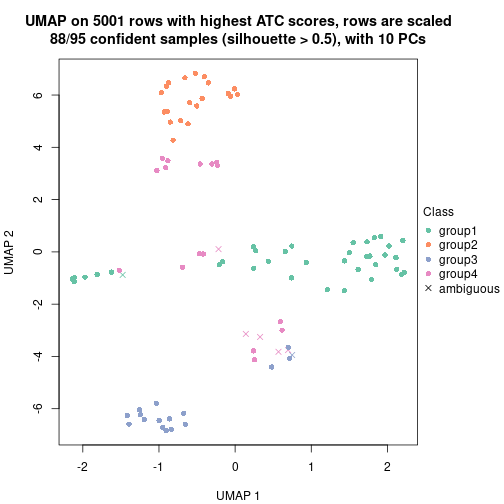 UMAP on 5001 rows with highest ATC scores, rows are scaled
88/95 confident samples (silhouette > 0.5), with 10 PCs
6
4
2
0
-2
-4
-6
UMAP 2
-2
-1
0
1
2
UMAP 1
Class
group1
group2
group3
group4
ambiguous